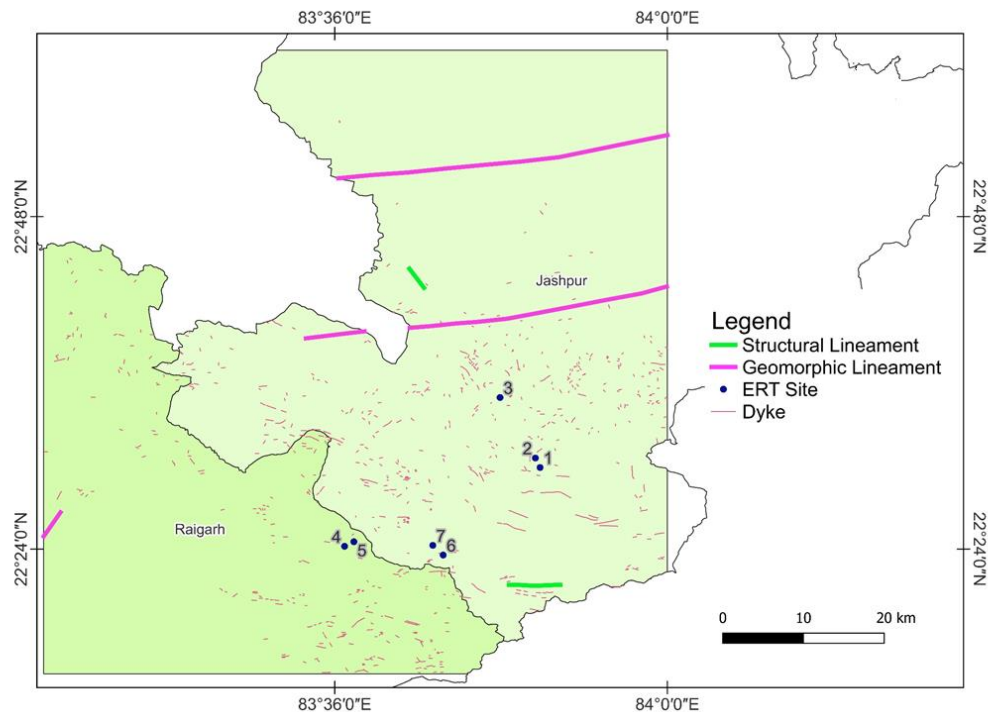 83°36′0″E 84°0′0″E
22°48′0″N 22°48′0″N
Jashpur
Legend
Structural Lineament
Geomorphic Lineament
ERT Site
Dyke
3
2 1
Raigarh
4 5 7 6
22°24′0″N 22°24′0″N
0 10 20 km
83°36′0″E 84°0′0″E